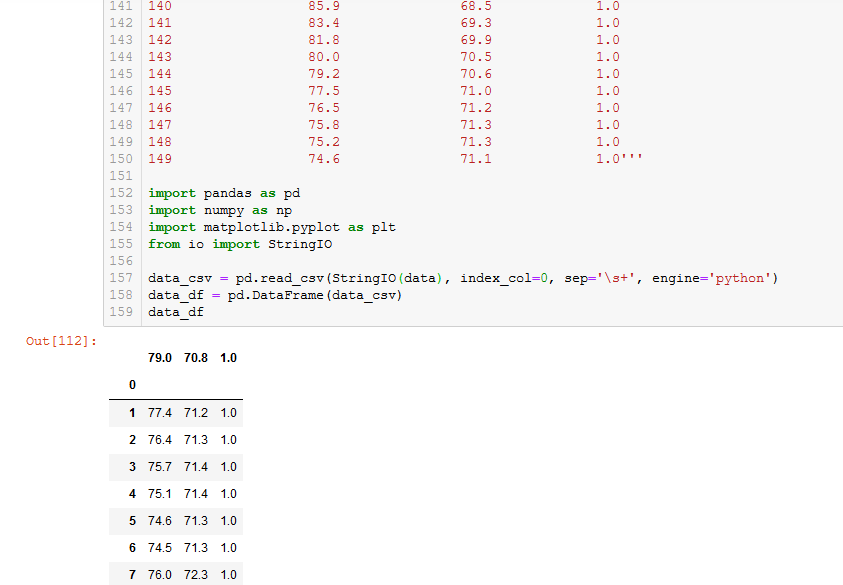 141 140 85.9 68.5 1.0
142 141 83.4 69.3 1.0
143 142 81.8 69.9 1.0
144 143 80.0 70.5 1.0
145 144 79.2 70.6 1.0
146 145 77.5 71.0 1.0
147 146 76.5 71.2 1.0
148 147 75.8 71.3 1.0
149 148 75.2 71.3 1.0
150 149 74.6 71.1 1.0'''
151
152 import pandas as pd
153 import numpy as np
154 import matplotlib.pyplot as plt
155 from io import StringIO
156
157 data_csv = pd.read_csv(StringIO(data), index_col=0, sep='\s+', engine='python')
158 data_df = pd.DataFrame(data_csv)
159 data_df
Out[112]:
79.0 70.8 1.0
0
1 77.4 71.2 1.0
2 76.4 71.3 1.0
3 75.7 71.4 1.0
4 75.1 71.4 1.0
5 74.6 71.3 1.0
6 74.5 71.3 1.0
7 76.0 72.3 1.0